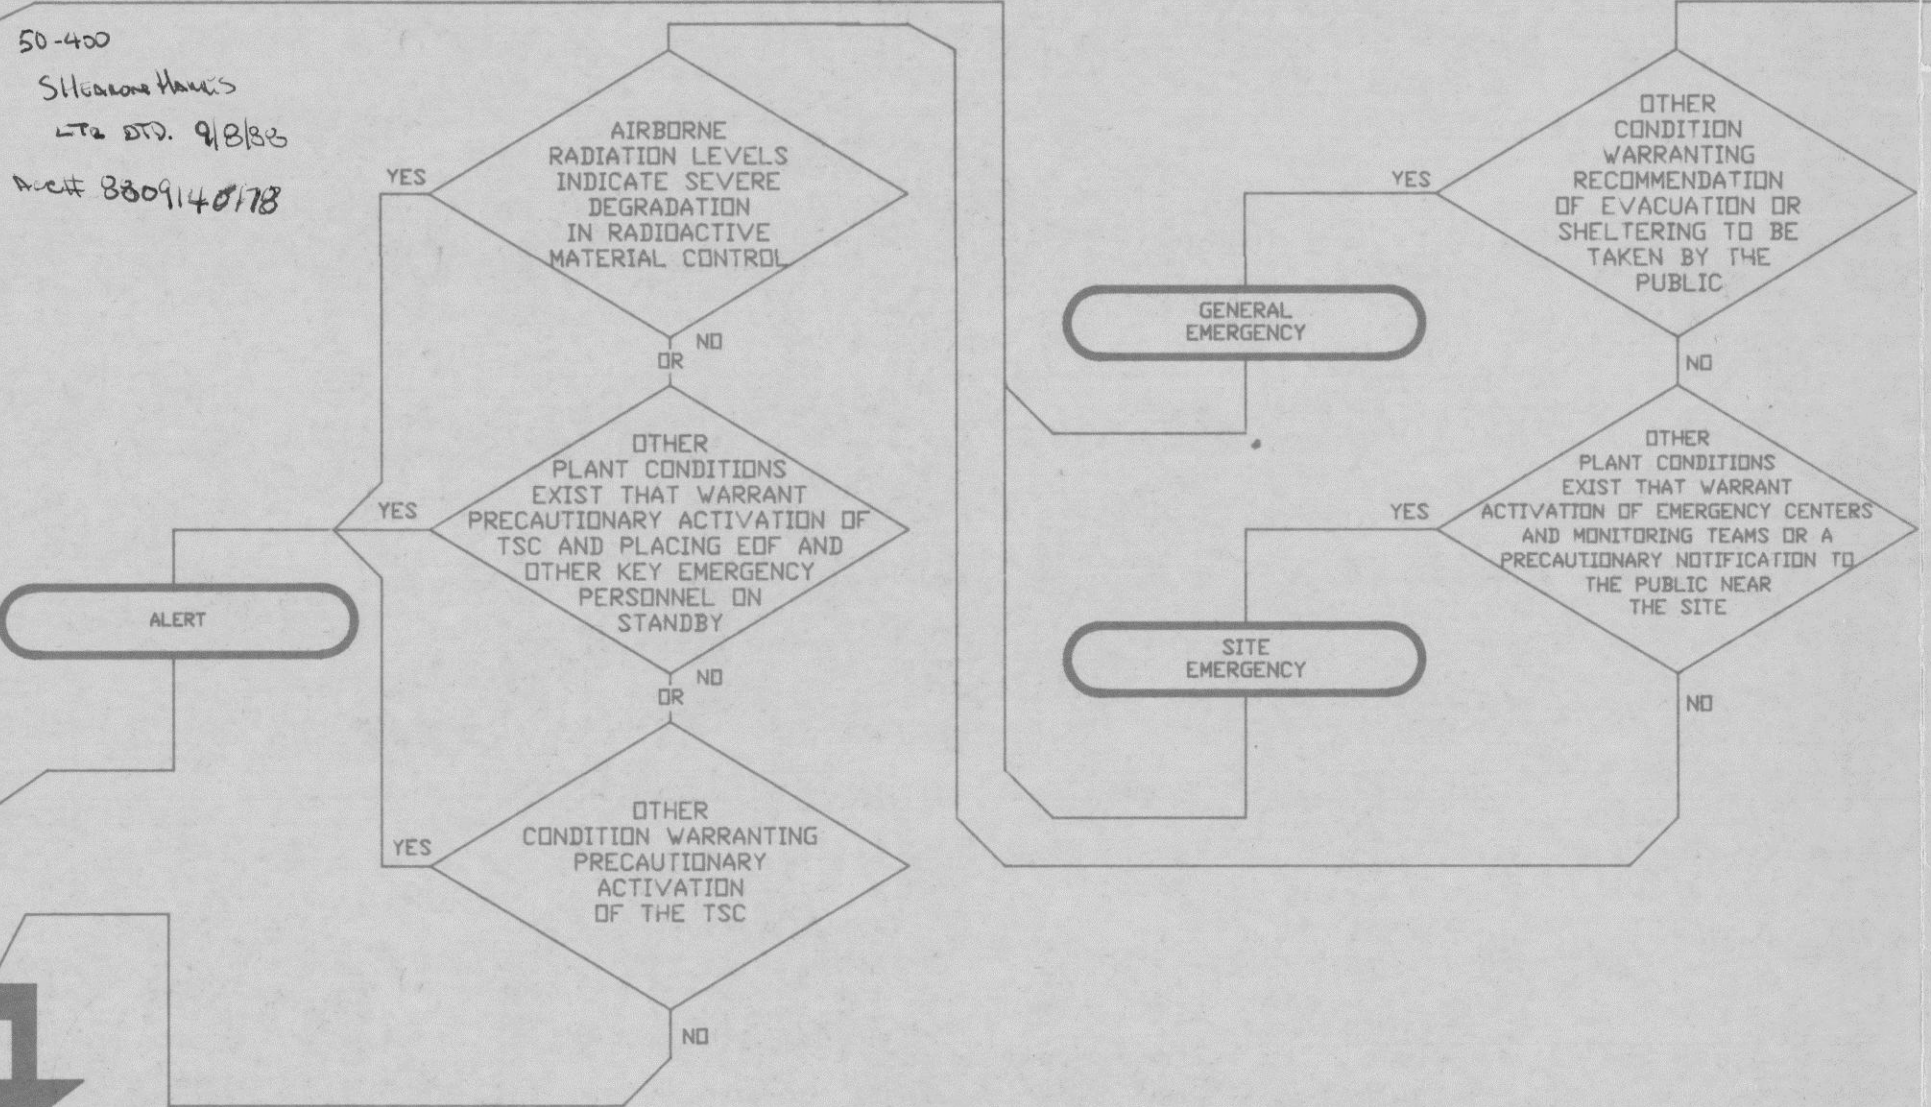 50-400
SHEARON HARRIS
LTR DTD. 9/8/88
ACC# 8809140178
AIRBORNE
RADIATION LEVELS
INDICATE SEVERE
DEGRADATION
IN RADIOACTIVE
MATERIAL CONTROL
YES
NO
OR
OTHER
PLANT CONDITIONS
EXIST THAT WARRANT
PRECAUTIONARY ACTIVATION OF
TSC AND PLACING EOF AND
OTHER KEY EMERGENCY
PERSONNEL ON
STANDBY
YES
ALERT
NO
OR
OTHER
CONDITION WARRANTING
PRECAUTIONARY
ACTIVATION
OF THE TSC
YES
NO
OTHER
CONDITION
WARRANTING
RECOMMENDATION
OF EVACUATION OR
SHELTERING TO BE
TAKEN BY THE
PUBLIC
YES
GENERAL
EMERGENCY
NO
OTHER
PLANT CONDITIONS
EXIST THAT WARRANT
ACTIVATION OF EMERGENCY CENTERS
AND MONITORING TEAMS OR A
PRECAUTIONARY NOTIFICATION TO
THE PUBLIC NEAR
THE SITE
YES
SITE
EMERGENCY
NO